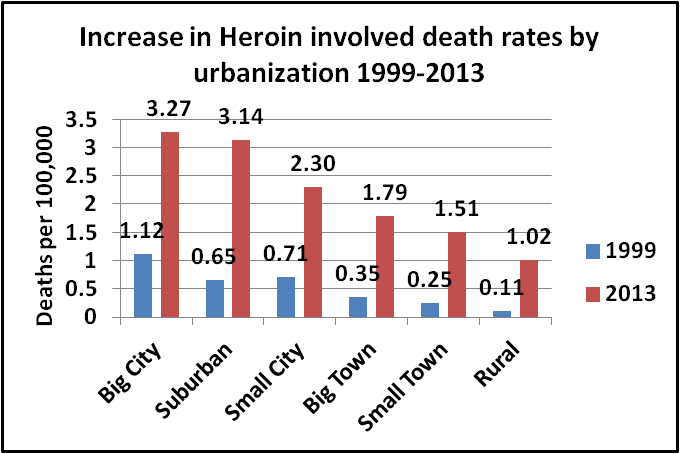 Increase in Heroin involved death rates by
urbanization 1999-2013
Deaths per 100,000
3.5
3
2.5
2
1.5
1
0.5
0
1.12
3.27
0.65
3.14
0.71
2.30
0.35
1.79
0.25
1.51
0.11
1.02
Big City
Suburban
Small City
Big Town
Small Town
Rural
1999
2013